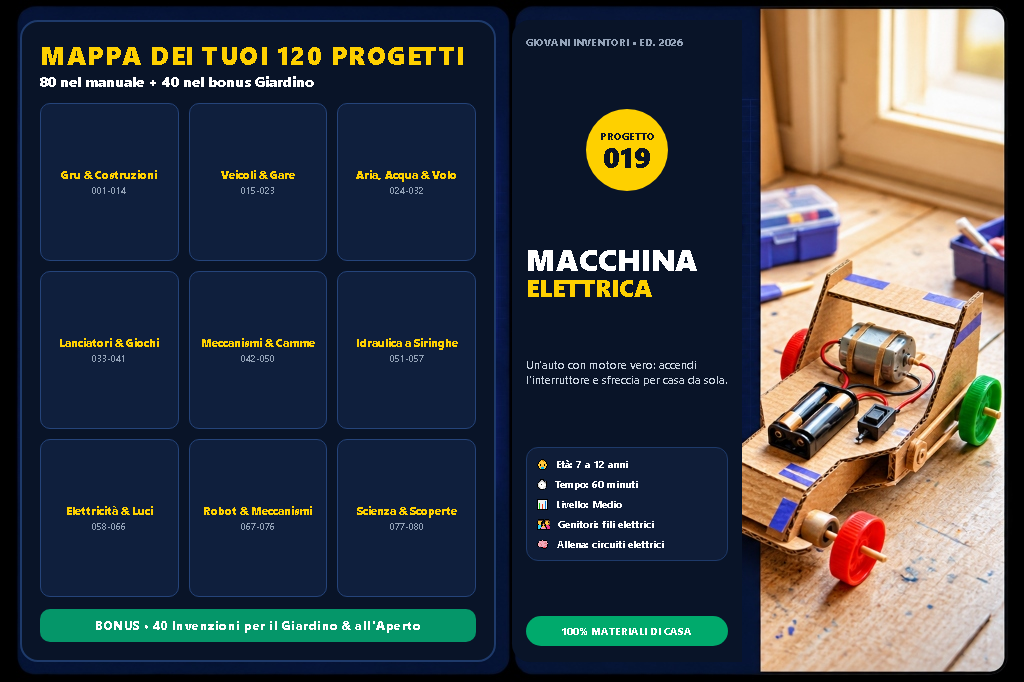 MAPPA DEI TUOI 120 PROGETTI
80 nel manuale + 40 nel bonus Giardino
Gru & Costruzioni
001-014
Veicoli & Gare
015-023
Aria, Acqua & Volo
024-032
Lanciatori & Giochi
033-041
Meccanismi & Camme
042-050
Idraulica a Siringhe
051-057
Elettricità & Luci
058-066
Robot & Meccanismi
067-076
Scienza & Scoperte
077-080
BONUS • 40 Invenzioni per il Giardino & all'Aperto
GIOVANI INVENTORI • ED. 2026
PROGETTO
019
MACCHINA
ELETTRICA
Un'auto con motore vero: accendi
l'interruttore e sfreccia per casa da sola.
Età: 7 a 12 anni
Tempo: 60 minuti
Livello: Medio
Genitori: fili elettrici
Allena: circuiti elettrici
100% MATERIALI DI CASA